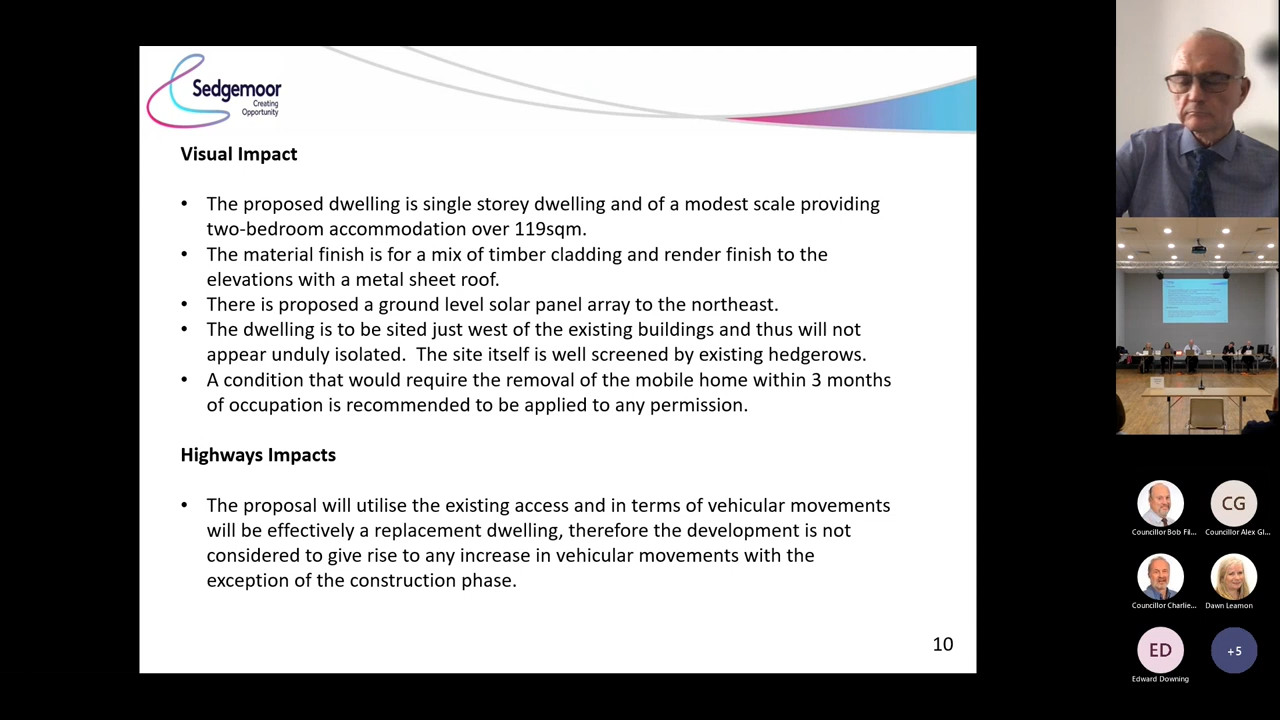 Sedgemoor
Creating
Opportunity
Visual Impact
• The proposed dwelling is single storey dwelling and of a modest scale providing
two-bedroom accommodation over 119sqm.
• The material finish is for a mix of timber cladding and render finish to the
elevations with a metal sheet roof.
• There is proposed a ground level solar panel array to the northeast.
• The dwelling is to be sited just west of the existing buildings and thus will not
appear unduly isolated. The site itself is well screened by existing hedgerows.
• A condition that would require the removal of the mobile home within 3 months
of occupation is recommended to be applied to any permission.
Highways Impacts
• The proposal will utilise the existing access and in terms of vehicular movements
will be effectively a replacement dwelling, therefore the development is not
considered to give rise to any increase in vehicular movements with the
exception of the construction phase.
10
CG
Councillor Bob Fil...
Councillor Alex Gl...
Councillor Charlie...
Dawn Leamon
ED
+5
Edward Downing